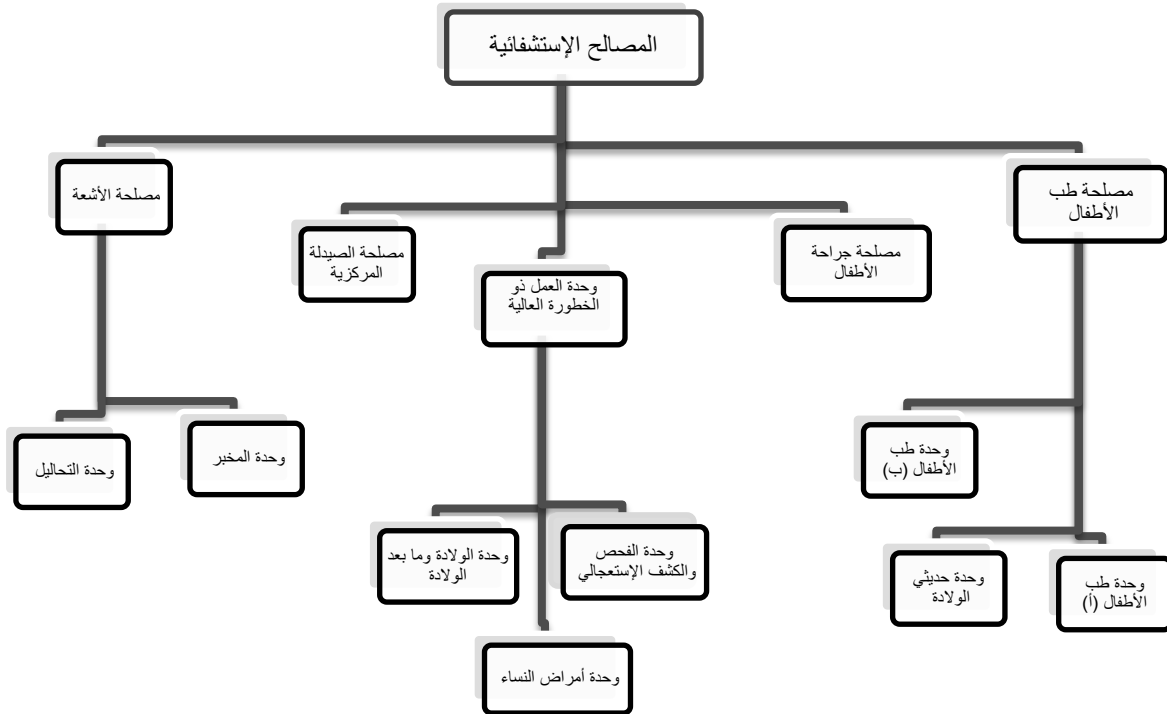 المصالح الإستشفائية
مصلحة طب
الأطفال
مصلحة الأشعة
مصلحة جراحة
الأطفال
مصلحة الصيدلة
المركزية
وحدة العمل ذو
الخطورة العالية
وحدة طب
الأطفال (ب)
وحدة المخبر
وحدة التحاليل
وحدة الفحص
والكشف الإستعجالي
وحدة الولادة وما بعد
الولادة
وحدة طب
الأطفال (أ)
وحدة حديثي
الولادة
وحدة أمراض النساء